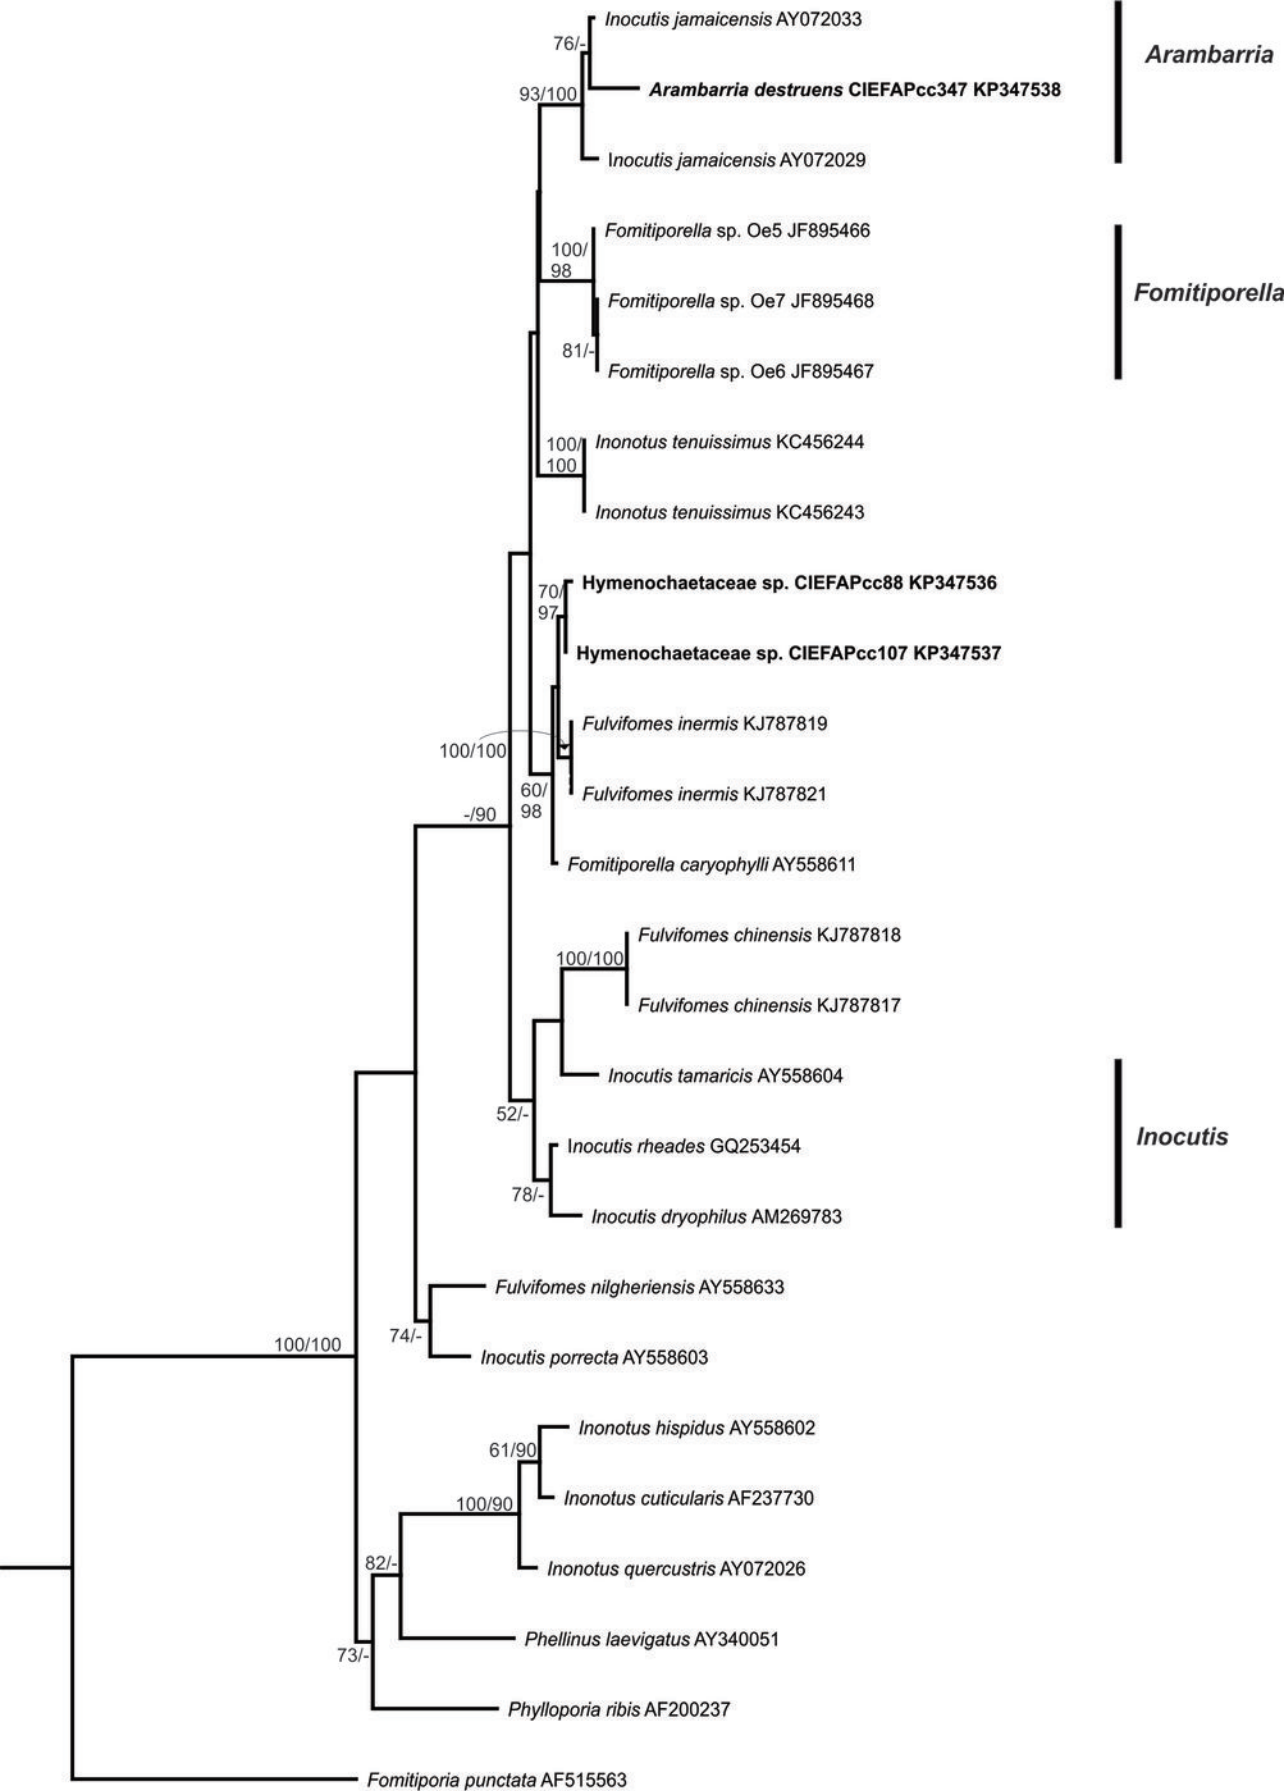 Inocutis jamaicensis AY072033
Arambarria
76/-
Arambarria destruens CIEFAPcc347 KP347538
93/100
Inocutis jamaicensis AY072029
Fomitiporella sp. Oe5 JF895466
100/
98
Fomitiporella
Fomitiporella sp. Oe7 JF895468
81/-
Fomitiporella sp. Oe6 JF895467
100/
100
Inonotus tenuissimus KC456244
Inonotus tenuissimus KC456243
Hymenochaetaceae sp. CIEFAPcc88 KP347536
70/
97
Hymenochaetaceae sp. CIEFAPcc107 KP347537
Fulvifomes inermis KJ787819
100/100
Fulvifomes inermis KJ787821
60/
98
-/90
Fomitiporella caryophylli AY558611
Fulvifomes chinensis KJ787818
100/100
Fulvifomes chinensis KJ787817
Inocutis tamaricis AY558604
52/-
Inocutis
Inocutis rheades GQ253454
78/-
Inocutis dryophilus AM269783
Fulvifomes nilgheriensis AY558633
74/-
100/100
Inocutis porrecta AY558603
Inonotus hispidus AY558602
61/90
Inonotus cuticularis AF237730
100/90
82/-
Inonotus quercustris AY072026
Phellinus laevigatus AY340051
73/-
Phylloporia ribis AF200237
Fomitiporia punctata AF515563